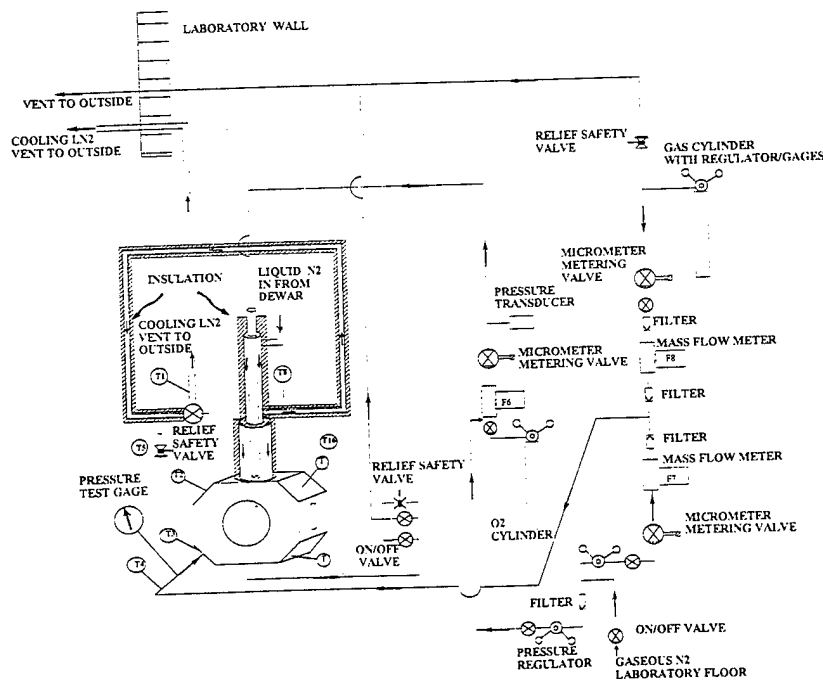 LABORATORY WALL
VENT TO OUTSIDE
COOLING LN2
VENT TO OUTSIDE
RELIEF SAFETY
VALVE
GAS CYLINDER
WITH REGULATOR/GAGES
INSULATION
LIQUID N2
IN FROM
DEWAR
COOLING LN2
VENT TO
OUTSIDE
MICROMETER
METERING
VALVE
PRESSURE
TRANSDUCER
FILTER
MASS FLOW METER
F8
MICROMETER
METERING VALVE
T1
T8
F6
FILTER
RELIEF
SAFETY
VALVE
T5
T16
FILTER
MASS FLOW METER
F7
PRESSURE
TEST GAGE
T
RELIEF SAFETY
VALVE
O2
CYLINDER
MICROMETER
METERING VALVE
T3
ON/OFF
VALVE
T
T4
FILTER
ON/OFF VALVE
PRESSURE
REGULATOR
GASEOUS N2
LABORATORY FLOOR